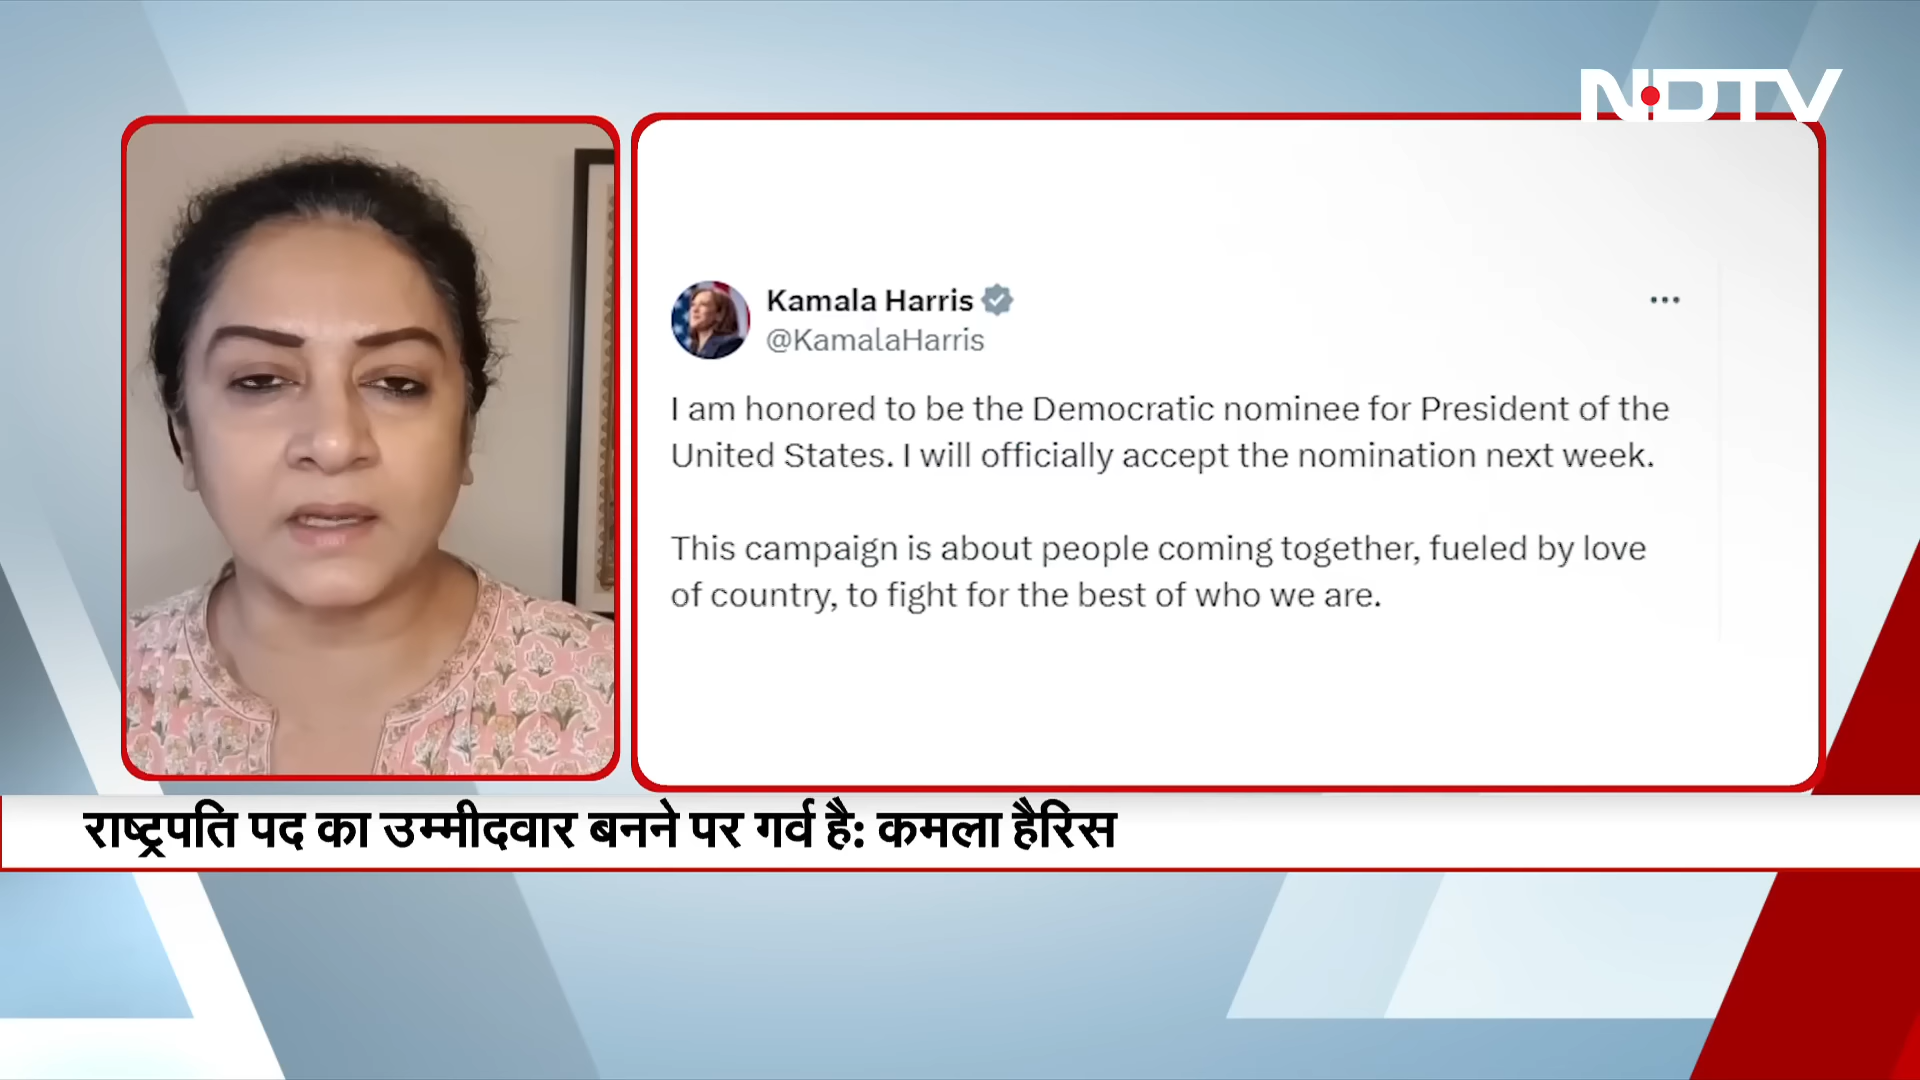 NDTV
Kamala Harris
@KamalaHarris
I am honored to be the Democratic nominee for President of the
United States. I will officially accept the nomination next week.
This campaign is about people coming together, fueled by love
of country, to fight for the best of who we are.
राष्ट्रपति पद का उम्मीदवार बनने पर गर्व है: कमला हैरिस